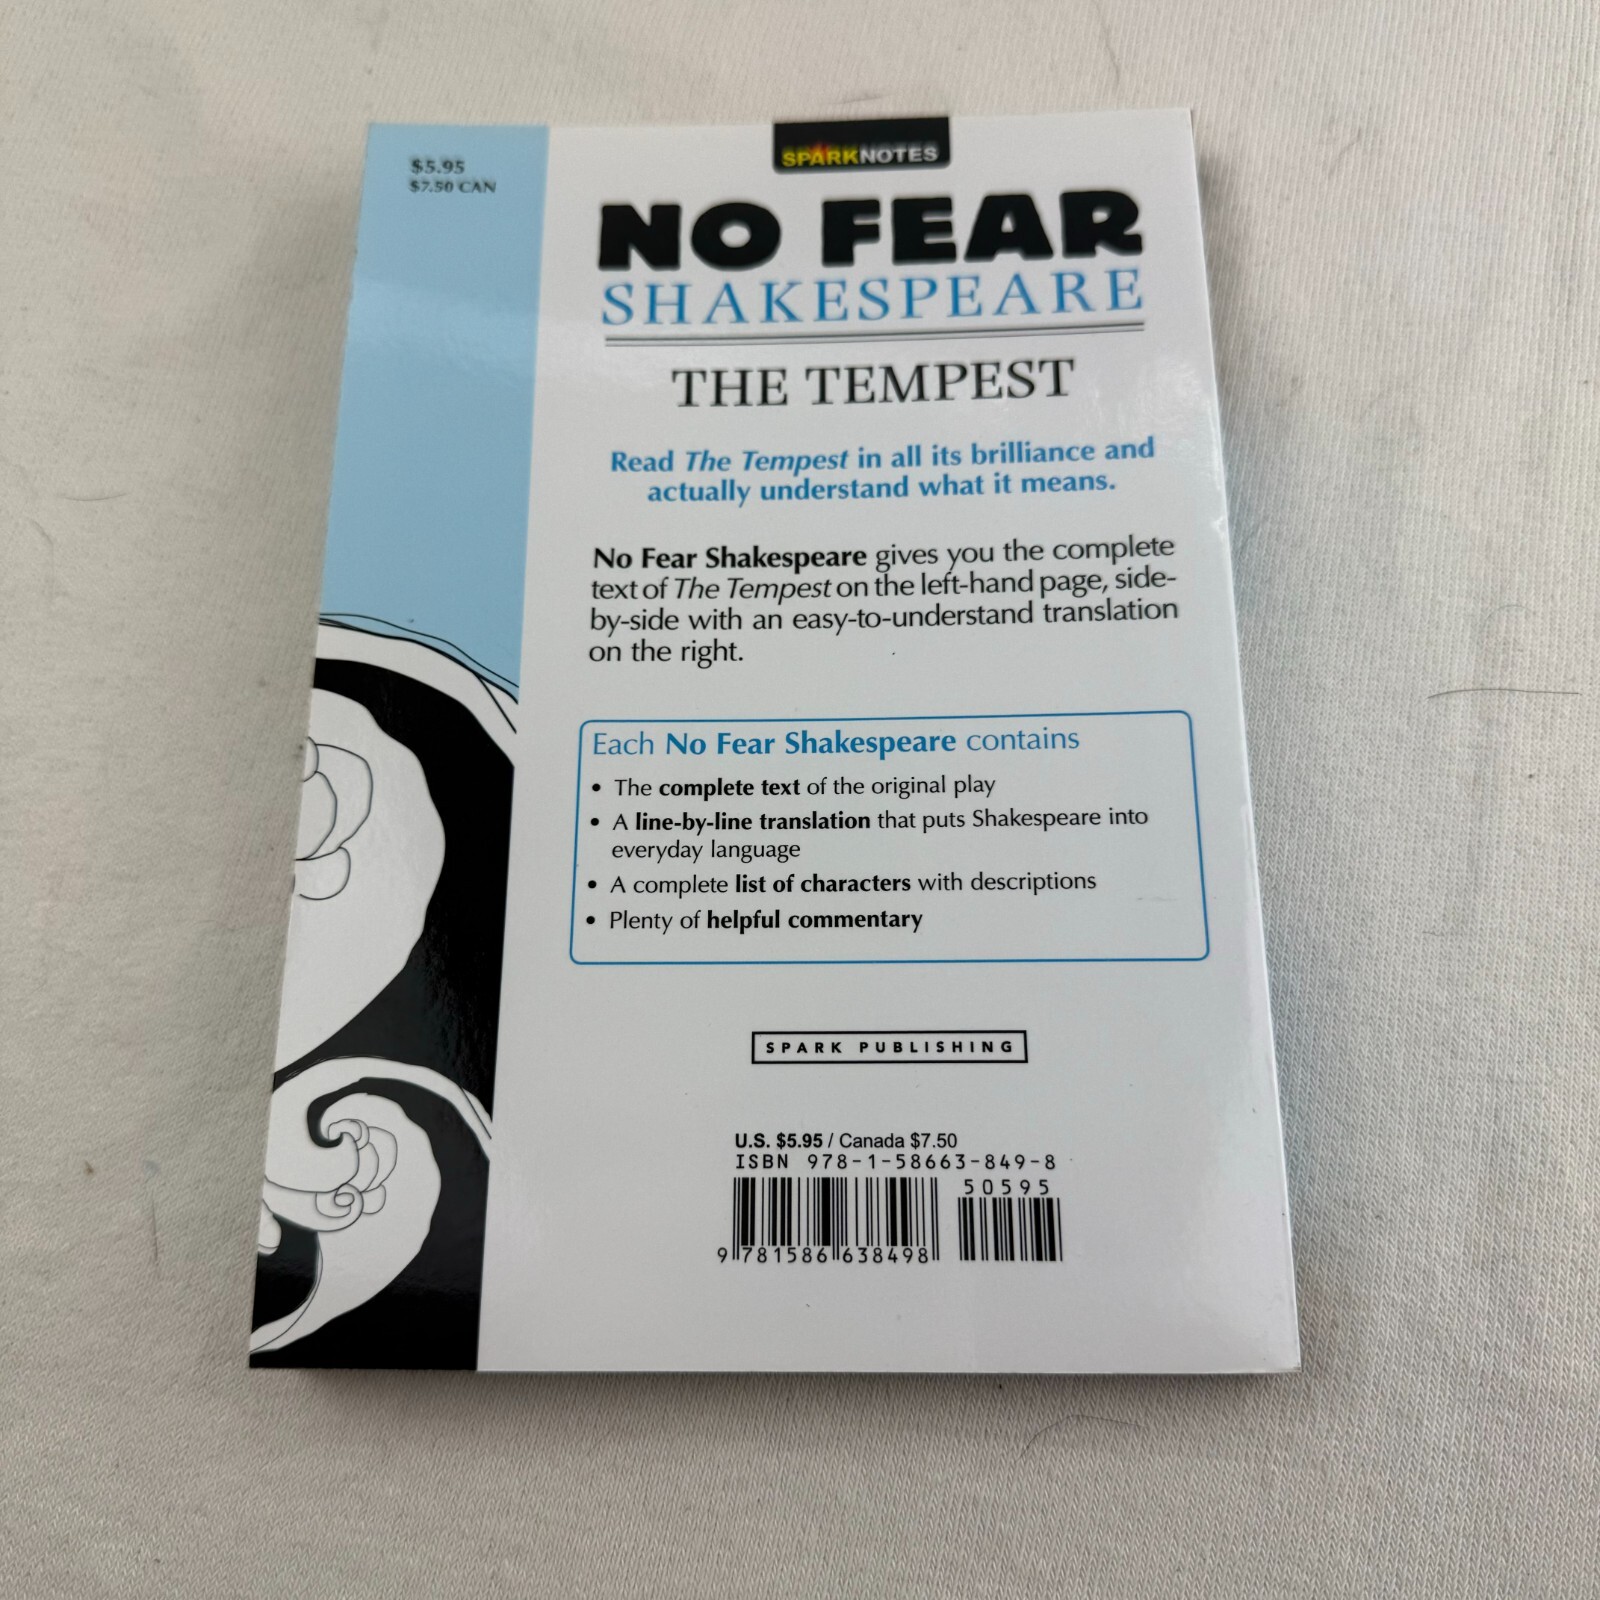 $5.95
$7.50 CAN
SPARKNOTES
NO FEAR
SHAKESPEARE
THE TEMPEST
Read The Tempest in all its brilliance and
actually understand what it means.
No Fear Shakespeare gives you the complete
text of The Tempest on the left-hand page, side-
by-side with an easy-to-understand translation
on the right.
Each No Fear Shakespeare contains
• The complete text of the original play
• A line-by-line translation that puts Shakespeare into
everyday language
• A complete list of characters with descriptions
• Plenty of helpful commentary
SPARK PUBLISHING
U.S. $5.95 / Canada $7.50
ISBN 978-1-58663-849-8
50595
9 781586 638498